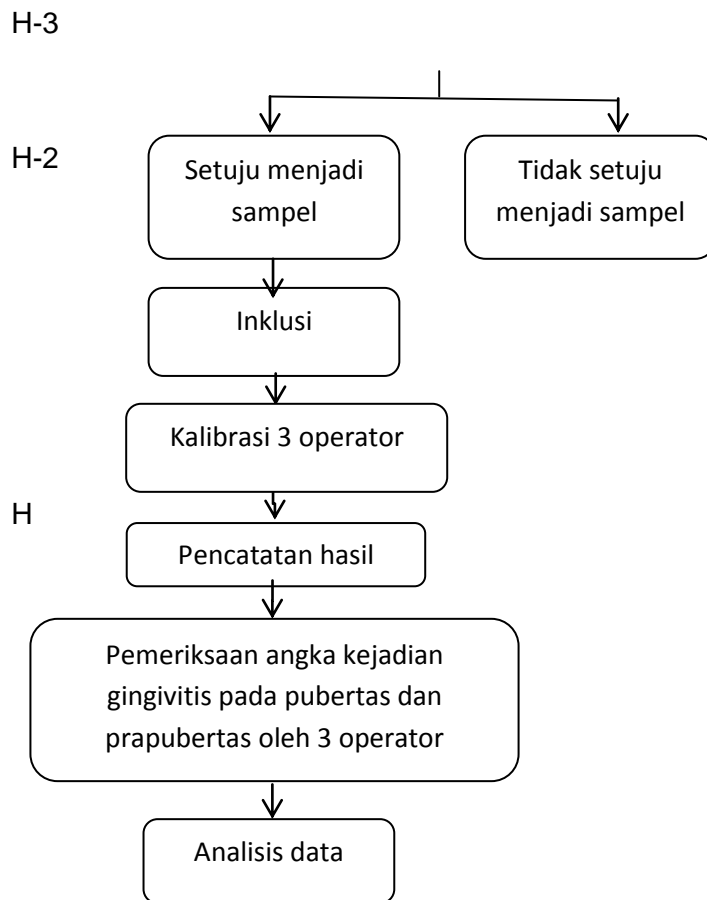 H-3
H-2
Setuju menjadi
sampel
Tidak setuju
menjadi sampel
Inklusi
Kalibrasi 3 operator
H
Pencatatan hasil
Pemeriksaan angka kejadian
gingivitis pada pubertas dan
prapubertas oleh 3 operator
Analisis data